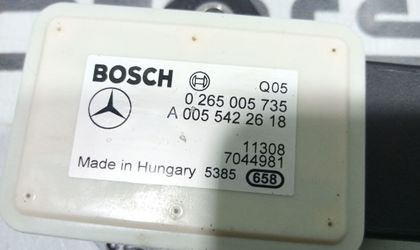 BOSCH
Q05
0 265 005 735
A 005 542 26 18
11308
7044981
Made in Hungary 5385 658